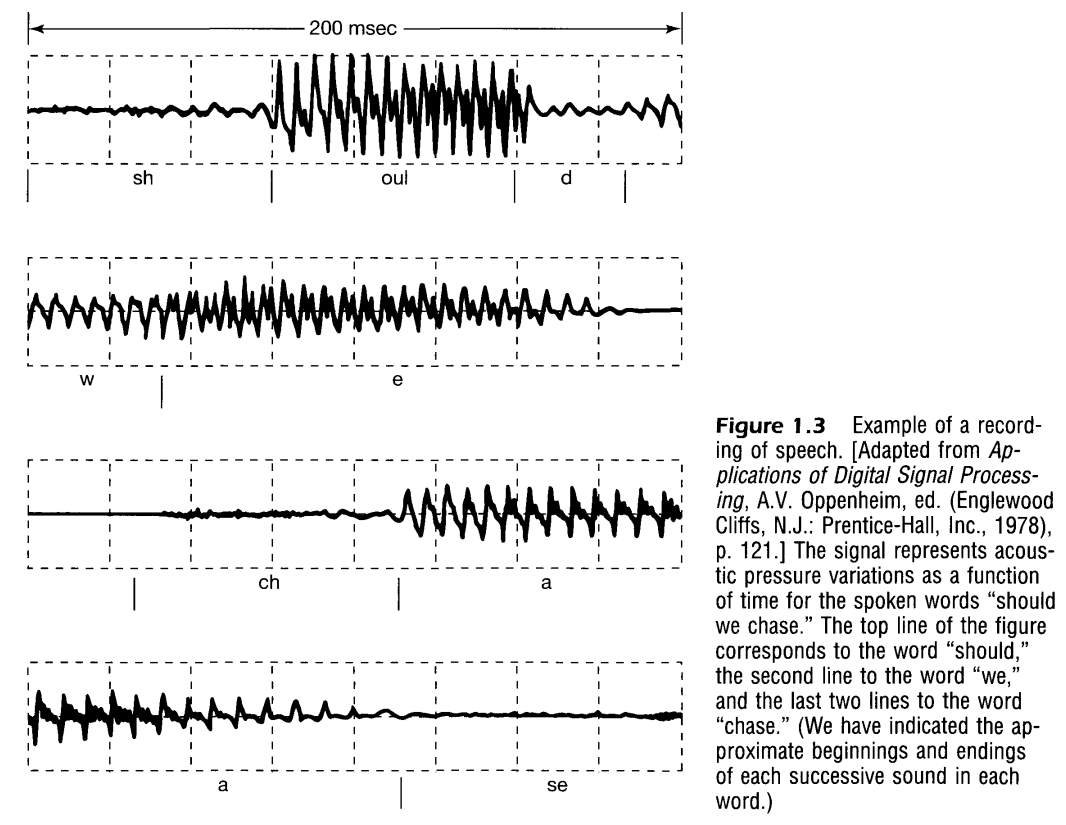 200 msec
sh oul d
w e
ch a
a se
Figure 1.3 Example of a record-
ing of speech. [Adapted from Ap-
plications of Digital Signal Process-
ing, A.V. Oppenheim, ed. (Englewood
Cliffs, N.J.: Prentice-Hall, Inc., 1978),
p. 121.] The signal represents acous-
tic pressure variations as a function
of time for the spoken words “should
we chase.” The top line of the figure
corresponds to the word “should,”
the second line to the word “we,”
and the last two lines to the word
“chase.” (We have indicated the ap-
proximate beginnings and endings
of each successive sound in each
word.)